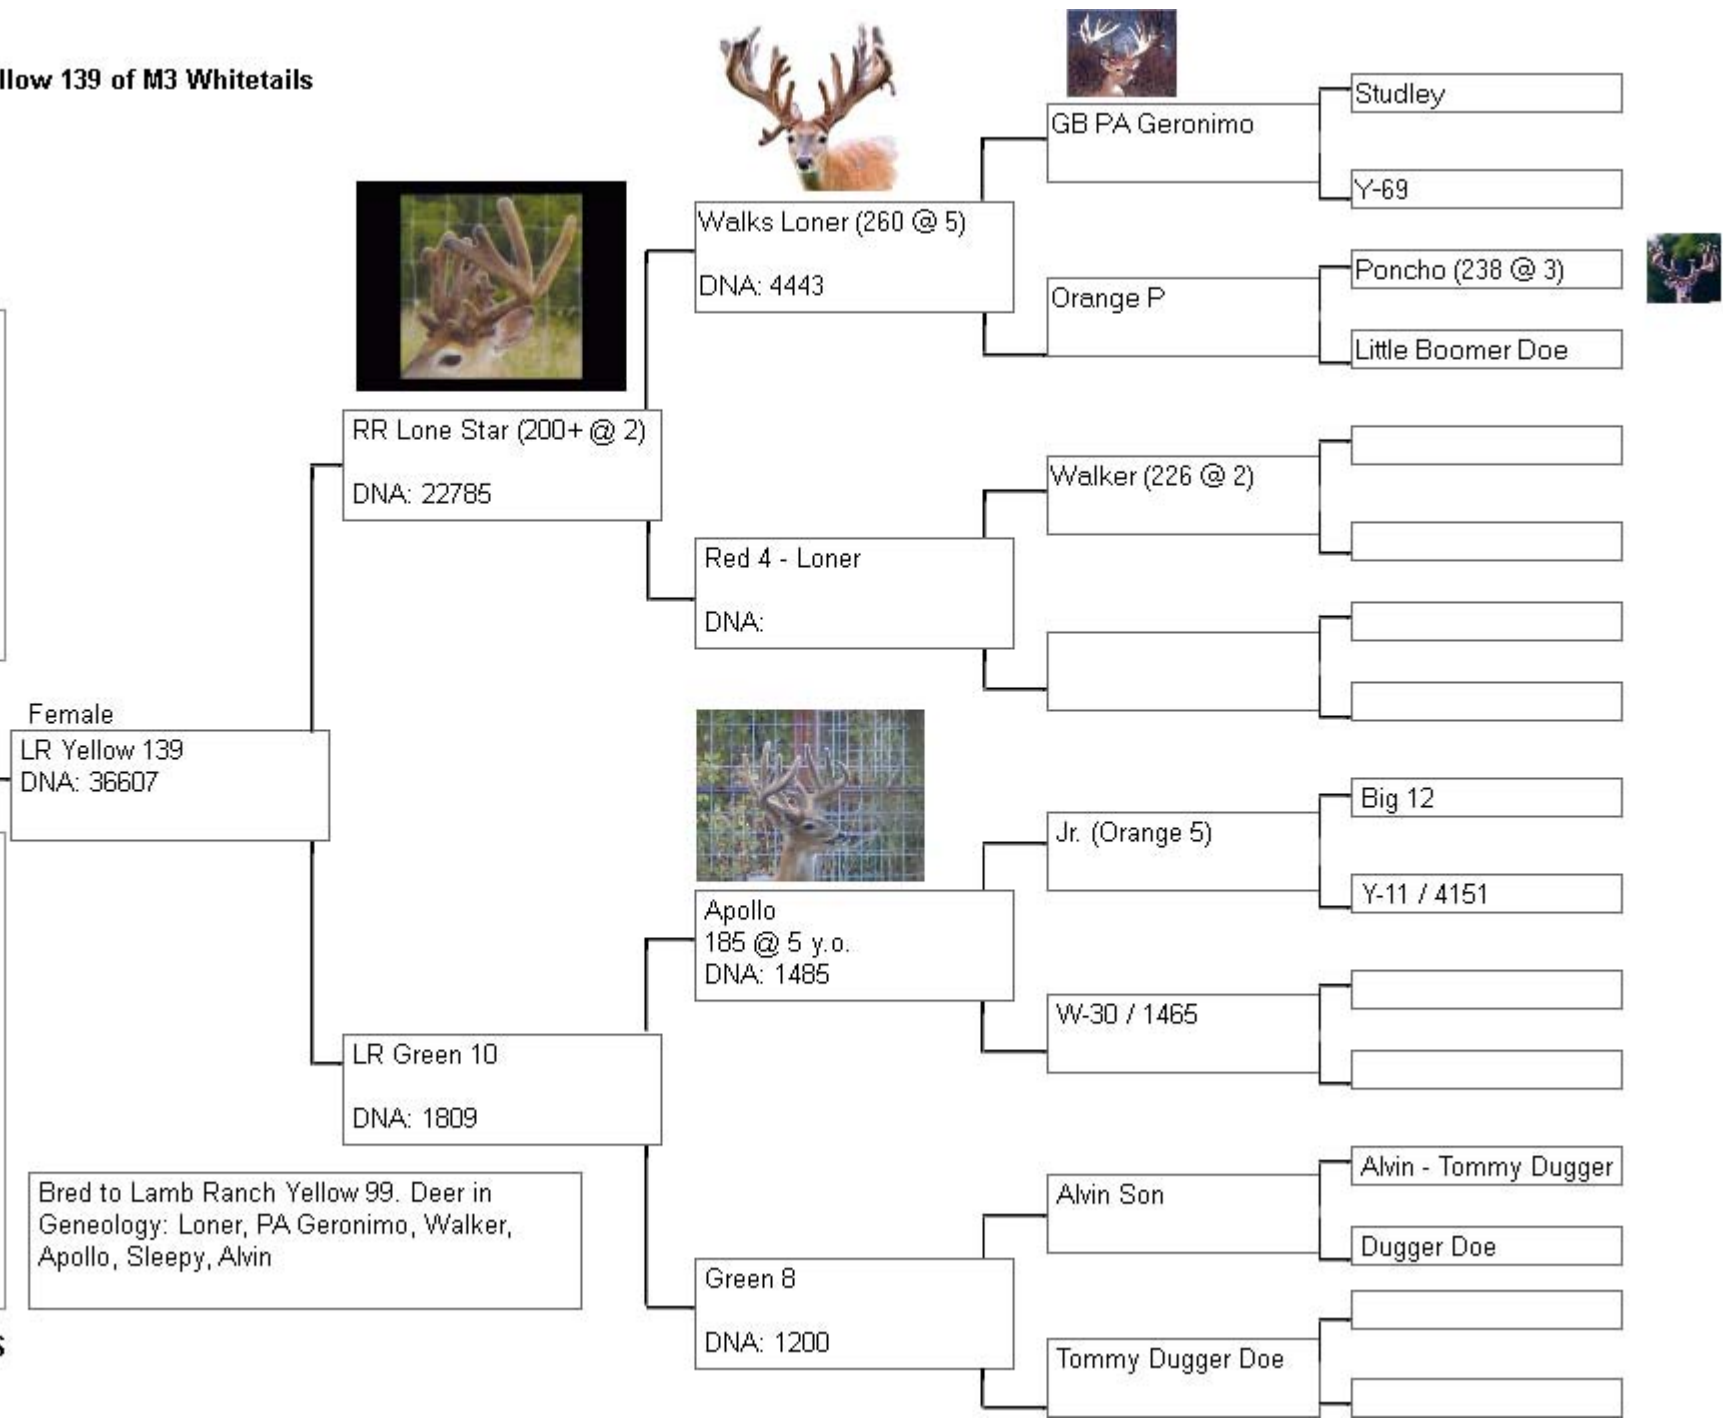 llow 139 of M3 Whitetails
Female
LR Yellow 139
DNA: 36607
RR Lone Star (200+ @ 2)
DNA: 22785
LR Green 10
DNA: 1809
Bred to Lamb Ranch Yellow 99. Deer in
Geneology: Loner, PA Geronimo, Walker,
Apollo, Sleepy, Alvin
Walks Loner (260 @ 5)
DNA: 4443
Red 4 - Loner
DNA:
Apollo
185 @ 5 y.o.
DNA: 1485
Green 8
DNA: 1200
GB PA Geronimo
Orange P
Walker (226 @ 2)
Jr. (Orange 5)
W-30 / 1465
Alvin Son
Tommy Dugger Doe
Studley
Y-69
Poncho (238 @ 3)
Little Boomer Doe
Big 12
Y-11 / 4151
Alvin - Tommy Dugger
Dugger Doe